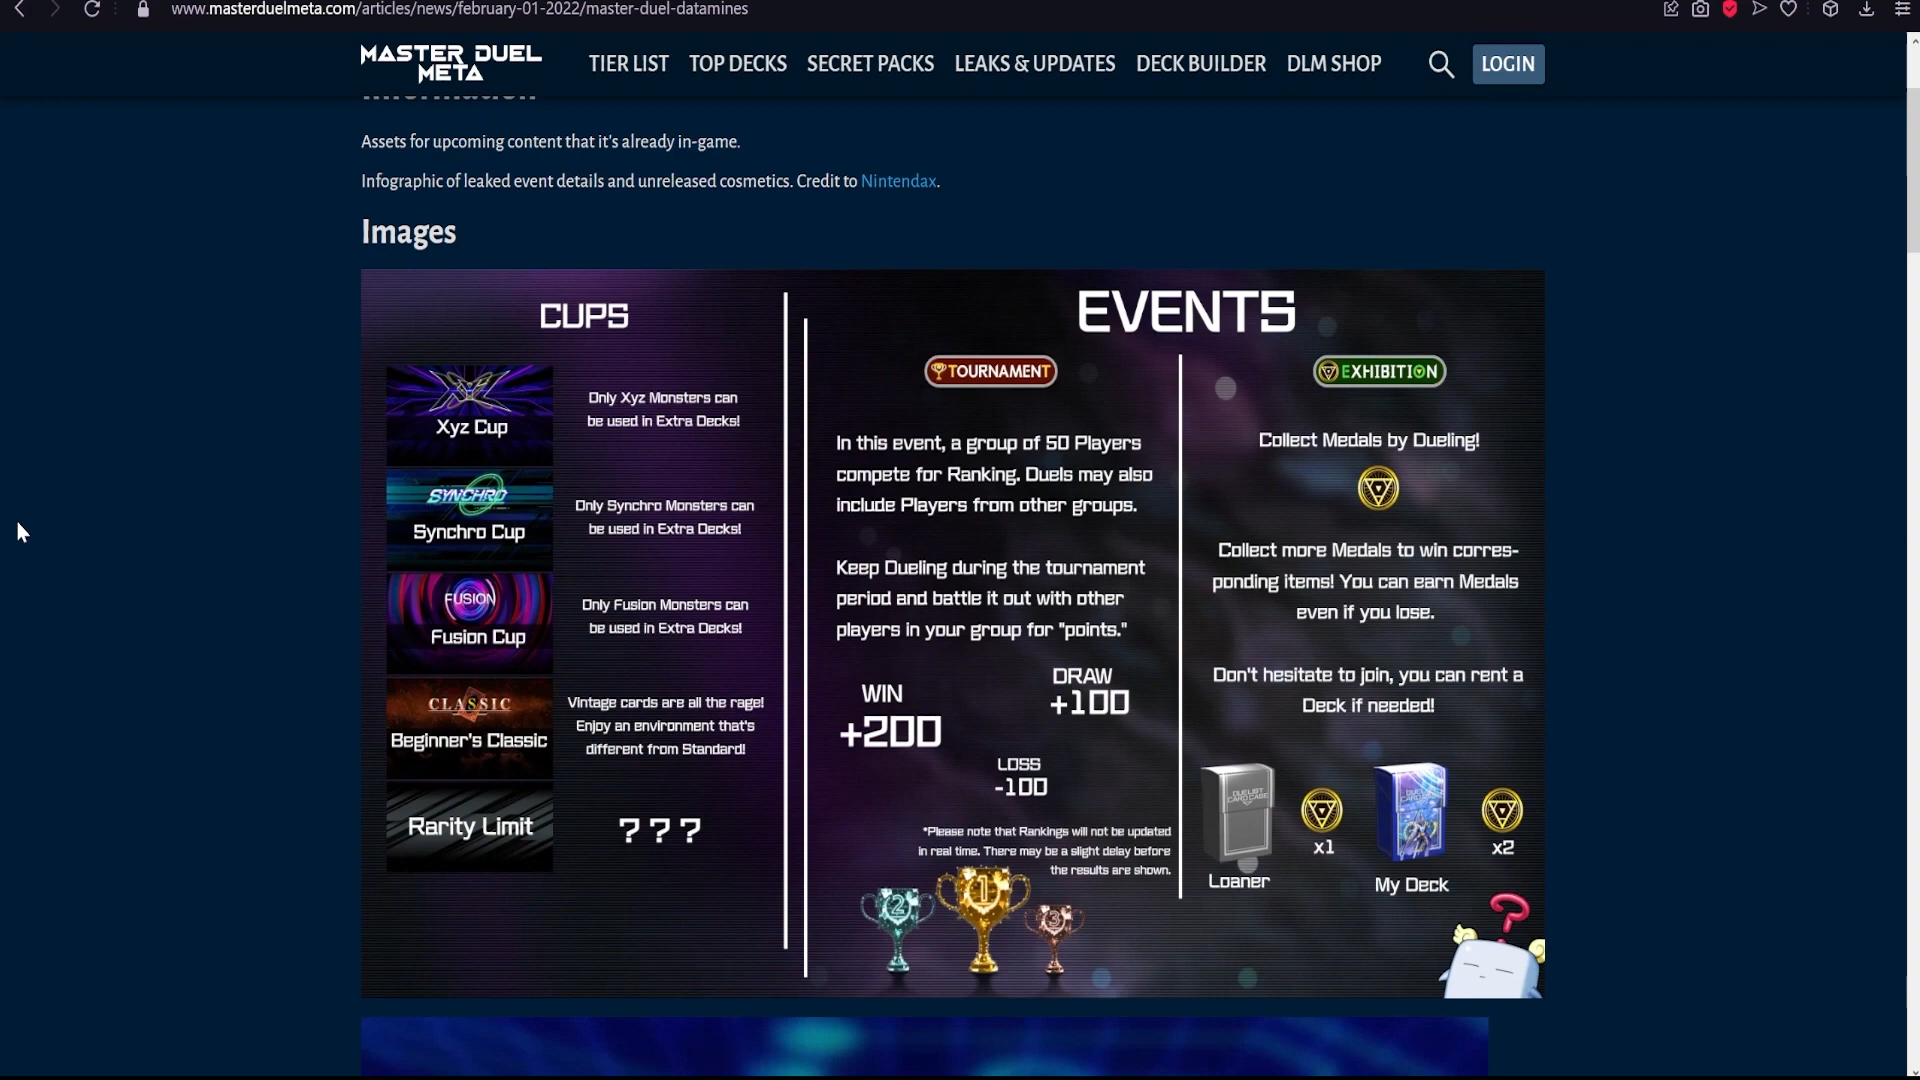 www.masterduelmeta.com/articles/news/february-01-2022/master-duel-datamines
MASTER DUEL
META
TIER LIST
TOP DECKS
SECRET PACKS
LEAKS & UPDATES
DECK BUILDER
DLM SHOP
LOGIN
Assets for upcoming content that it's already in-game.
Infographic of leaked event details and unreleased cosmetics. Credit to Nintendax.
Images
CUPS
Xyz Cup
Only Xyz Monsters can
be used in Extra Decks!
SYNCHRO
Synchro Cup
Only Synchro Monsters can
be used in Extra Decks!
FUSION
Fusion Cup
Only Fusion Monsters can
be used in Extra Decks!
CLASSIC
Beginner's Classic
Vintage cards are all the rage!
Enjoy an environment that's
different from Standard!
Rarity Limit
? ? ?
EVENTS
TOURNAMENT
In this event, a group of 50 Players
compete for Ranking. Duels may also
include Players from other groups.
Keep Dueling during the tournament
period and battle it out with other
players in your group for "points."
WIN
+200
DRAW
+100
LOSS
-100
*Please note that Rankings will not be updated
in real time. There may be a slight delay before
the results are shown.
2
1
3
EXHIBITION
Collect Medals by Dueling!
Collect more Medals to win corres-
ponding items! You can earn Medals
even if you lose.
Don't hesitate to join, you can rent a
Deck if needed!
DUELIST
CARD CASE
Loaner
x1
DUELIST
CARD CASE
My Deck
x2
?